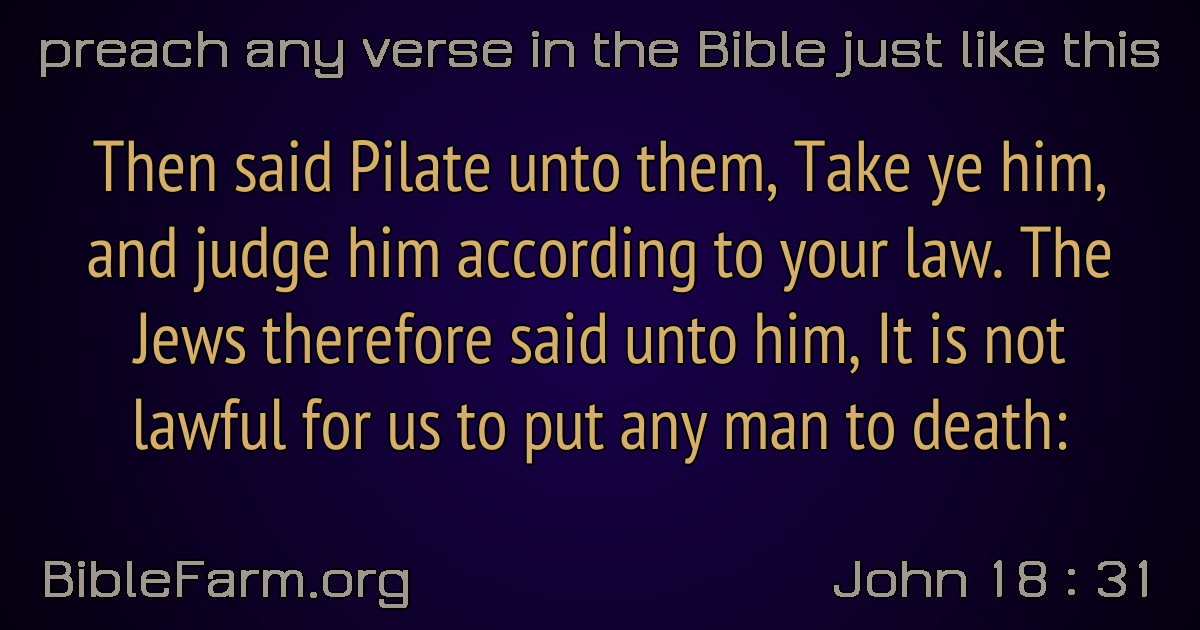 preach any verse in the Bible just like this
Then said Pilate unto them, Take ye him,
and judge him according to your law. The
Jews therefore said unto him, It is not
lawful for us to put any man to death:
BibleFarm.org
John 18 : 31